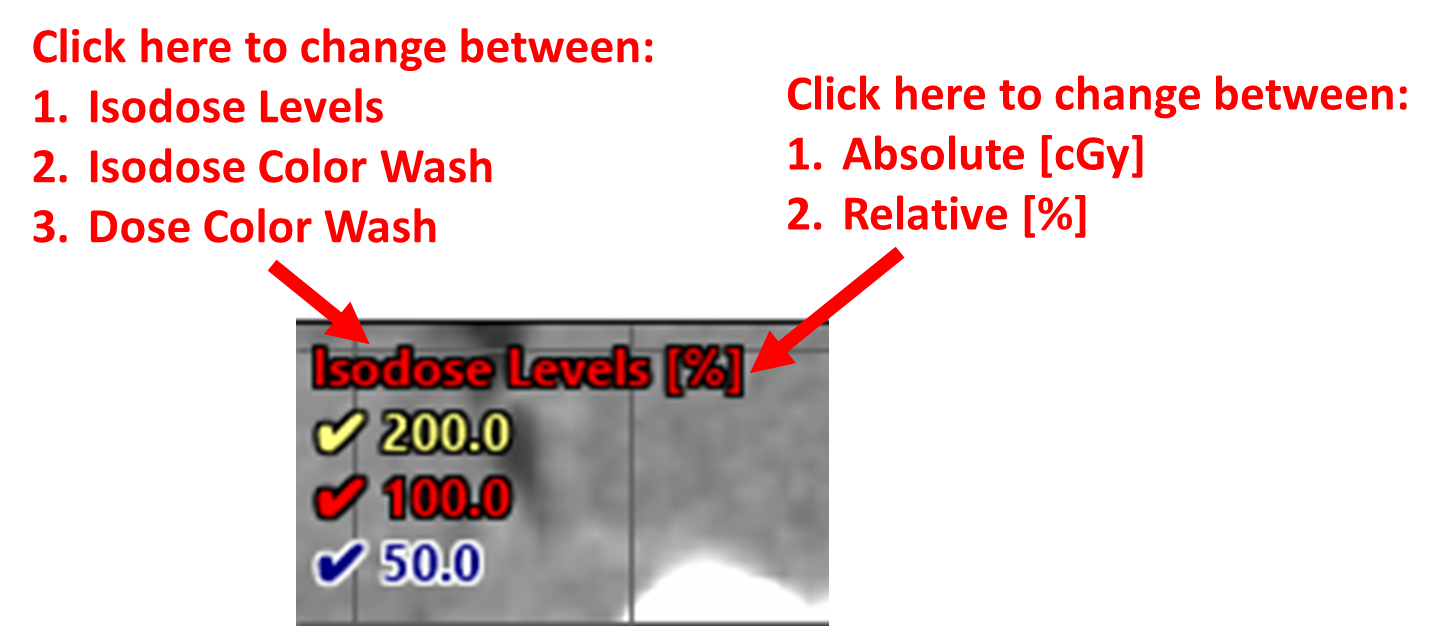 Click here to change between:
1. Isodose Levels
2. Isodose Color Wash
3. Dose Color Wash
Click here to change between:
1. Absolute [cGy]
2. Relative [%]
Isodose Levels [%]
✔ 200.0
✔ 100.0
✔ 50.0